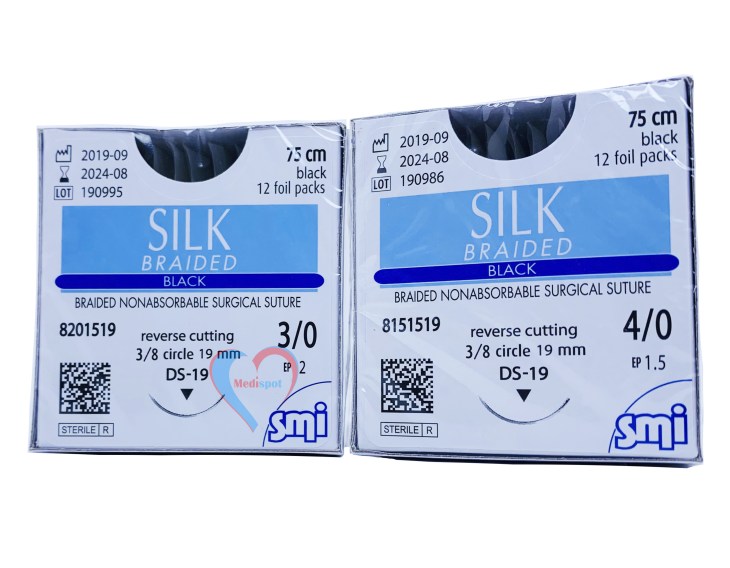 2019-09
2024-08
LOT 190995
75 cm
black
12 foil packs
SILK
BRAIDED
BLACK
BRAIDED NONABSORBABLE SURGICAL SUTURE
8201519
reverse cutting
3/8 circle 19 mm
DS-19
3/0
EP 2
Medispot
STERILE R
smi
2019-09
2024-08
LOT 190986
75 cm
black
12 foil packs
SILK
BRAIDED
BLACK
BRAIDED NONABSORBABLE SURGICAL SUTURE
8151519
reverse cutting
3/8 circle 19 mm
DS-19
4/0
EP 1.5
STERILE R
smi